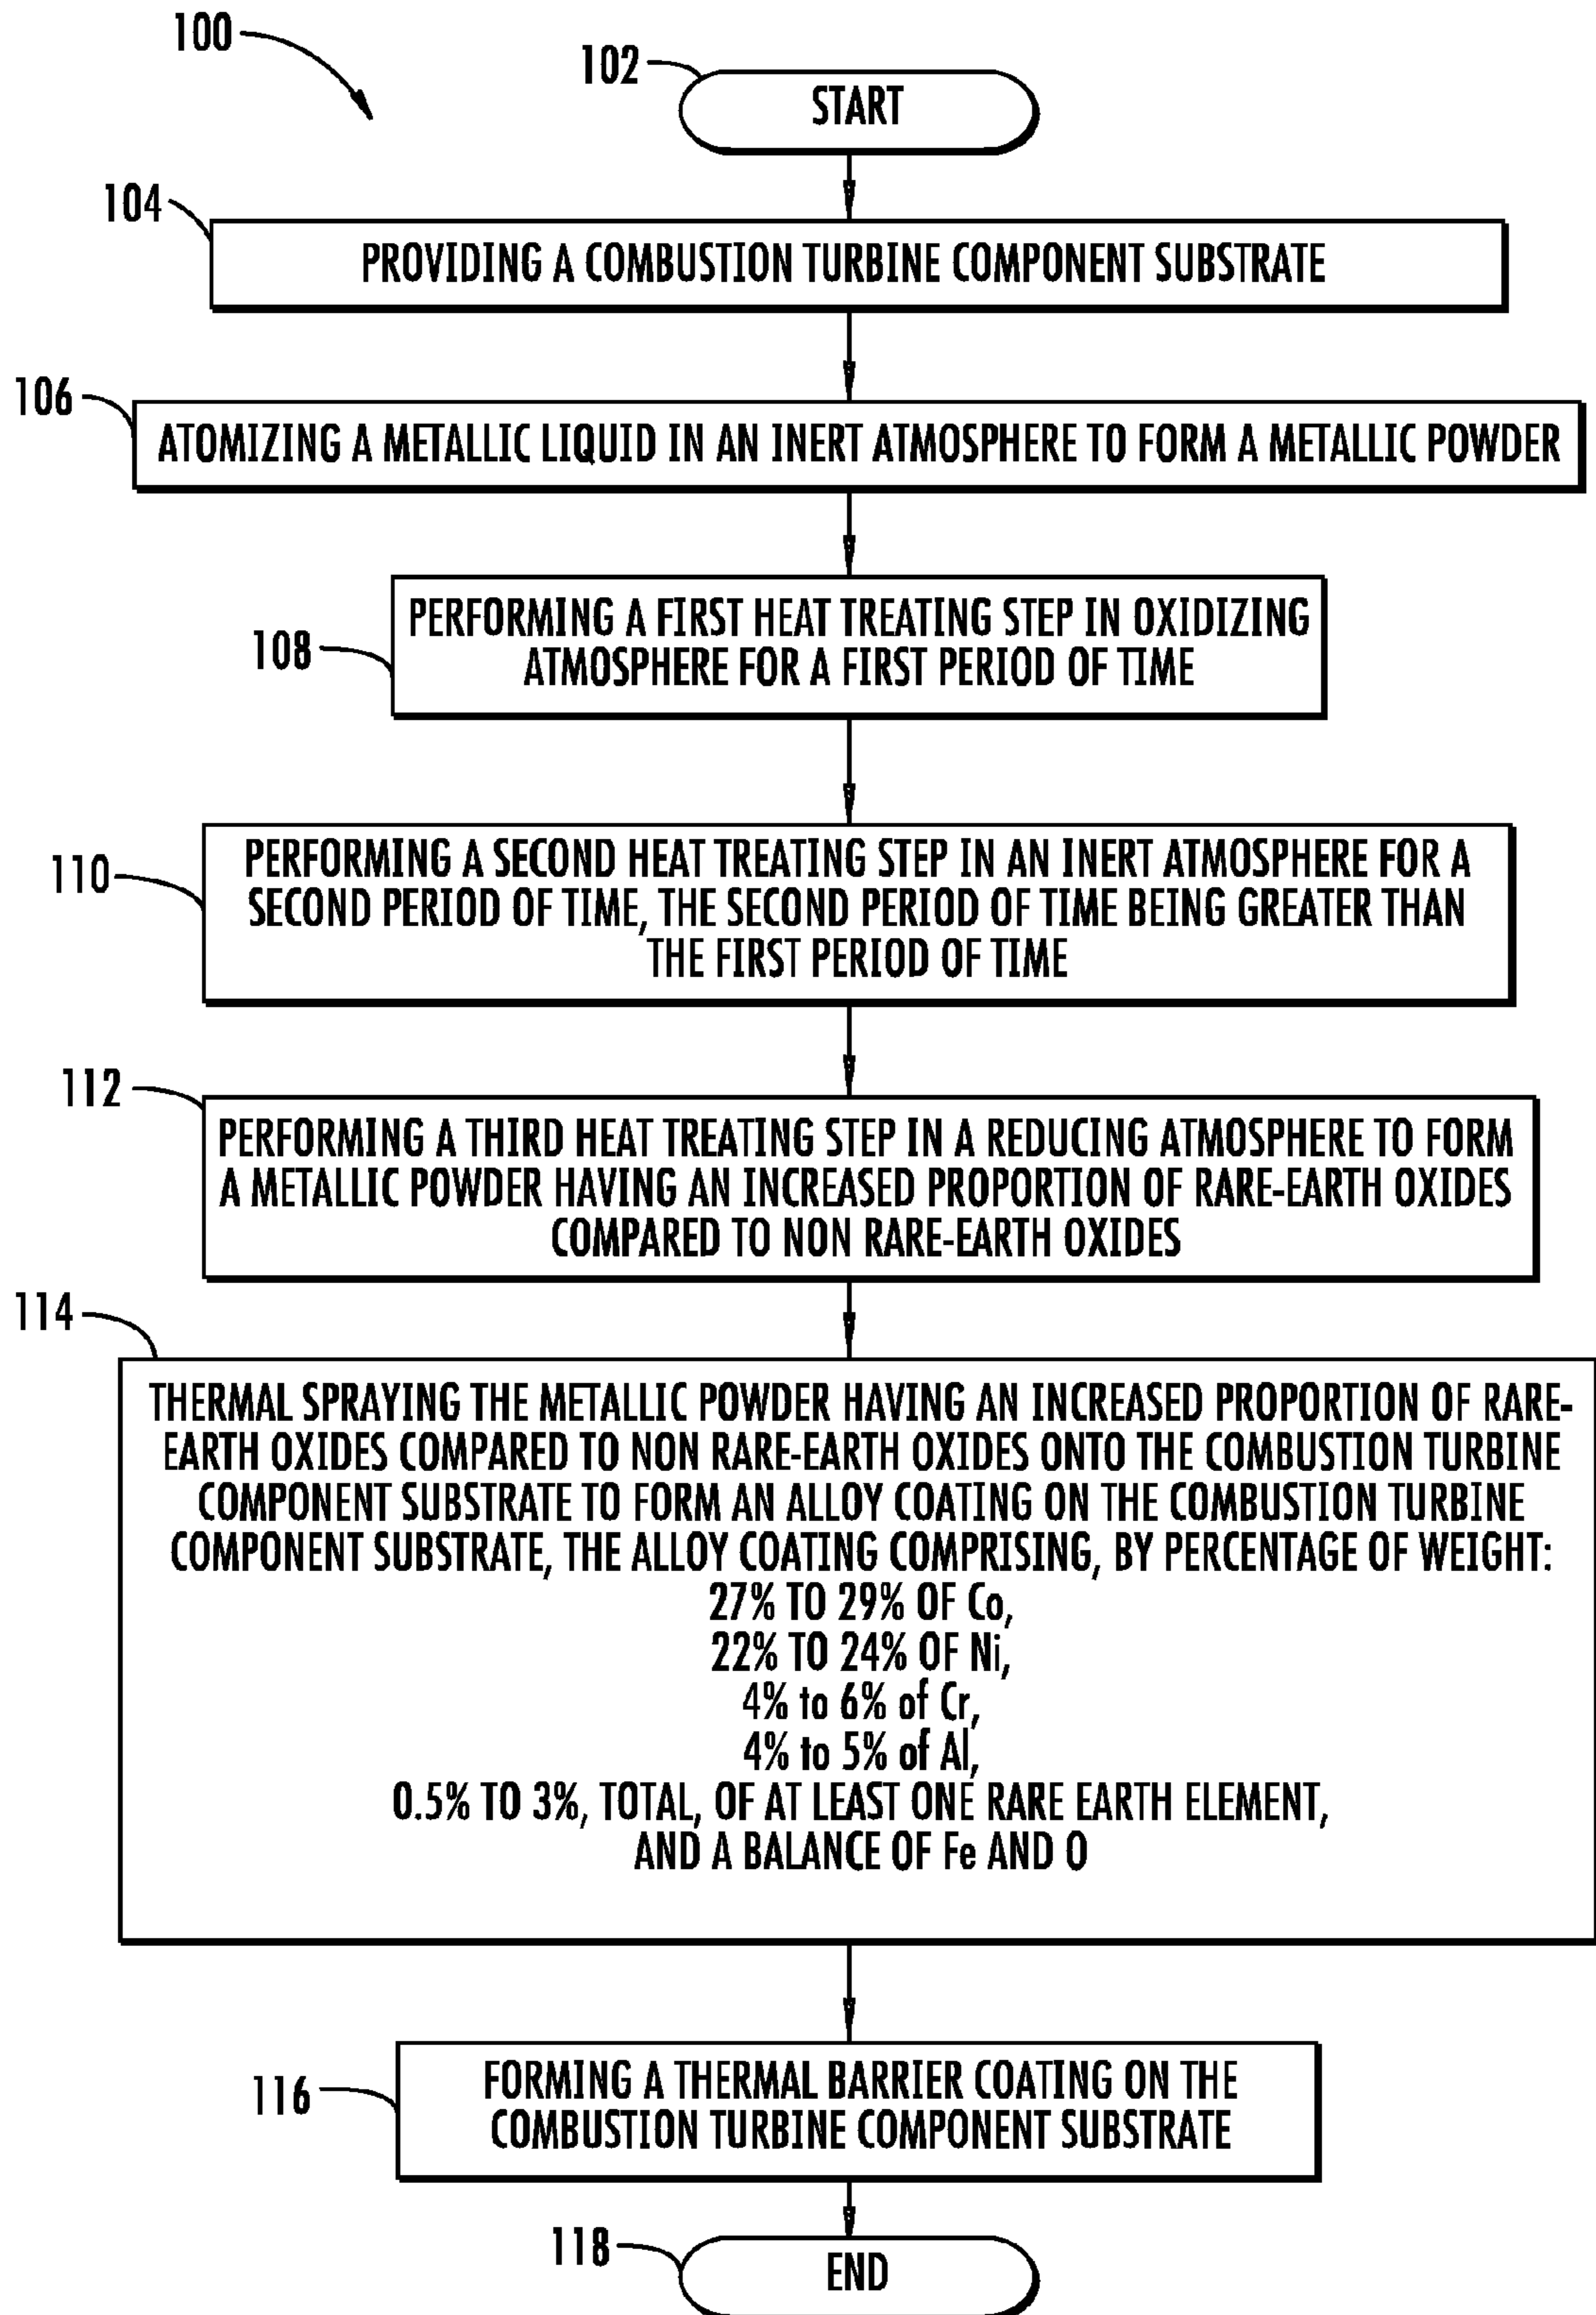 100
102
START
104
PROVIDING A COMBUSTION TURBINE COMPONENT SUBSTRATE
106
ATOMIZING A METALLIC LIQUID IN AN INERT ATMOSPHERE TO FORM A METALLIC POWDER
108
PERFORMING A FIRST HEAT TREATING STEP IN OXIDIZING
ATMOSPHERE FOR A FIRST PERIOD OF TIME
110
PERFORMING A SECOND HEAT TREATING STEP IN AN INERT ATMOSPHERE FOR A
SECOND PERIOD OF TIME, THE SECOND PERIOD OF TIME BEING GREATER THAN
THE FIRST PERIOD OF TIME
112
PERFORMING A THIRD HEAT TREATING STEP IN A REDUCING ATMOSPHERE TO FORM
A METALLIC POWDER HAVING AN INCREASED PROPORTION OF RARE-EARTH OXIDES
COMPARED TO NON RARE-EARTH OXIDES
114
THERMAL SPRAYING THE METALLIC POWDER HAVING AN INCREASED PROPORTION OF RARE-
EARTH OXIDES COMPARED TO NON RARE-EARTH OXIDES ONTO THE COMBUSTION TURBINE
COMPONENT SUBSTRATE TO FORM AN ALLOY COATING ON THE COMBUSTION TURBINE
COMPONENT SUBSTRATE, THE ALLOY COATING COMPRISING, BY PERCENTAGE OF WEIGHT:
27% TO 29% OF Co,
22% TO 24% OF Ni,
4% to 6% of Cr,
4% to 5% of Al,
0.5% TO 3%, TOTAL, OF AT LEAST ONE RARE EARTH ELEMENT,
AND A BALANCE OF Fe AND O
116
FORMING A THERMAL BARRIER COATING ON THE
COMBUSTION TURBINE COMPONENT SUBSTRATE
118
END